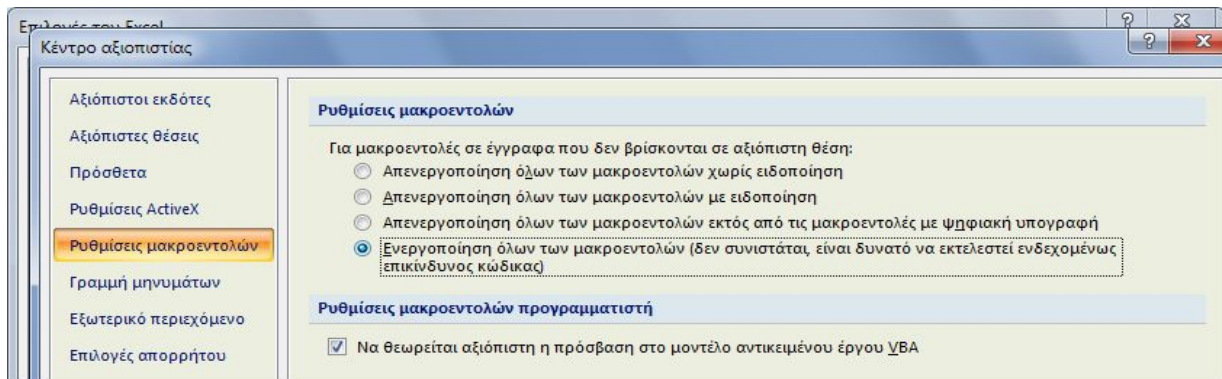 Επιλογές του Excel
Κέντρο αξιοπιστίας
Αξιόπιστοι εκδότες
Αξιόπιστες θέσεις
Πρόσθετα
Ρυθμίσεις ActiveX
Ρυθμίσεις μακροεντολών
Γραμμή μηνυμάτων
Εξωτερικό περιεχόμενο
Επιλογές απορρήτου
Ρυθμίσεις μακροεντολών
Για μακροεντολές σε έγγραφα που δεν βρίσκονται σε αξιόπιστη θέση:
Απενεργοποίηση όλων των μακροεντολών χωρίς ειδοποίηση
Απενεργοποίηση όλων των μακροεντολών με ειδοποίηση
Απενεργοποίηση όλων των μακροεντολών εκτός από τις μακροεντολές με ψηφιακή υπογραφή
Ενεργοποίηση όλων των μακροεντολών (δεν συνιστάται, είναι δυνατό να εκτελεστεί ενδεχομένως
επικίνδυνος κώδικας)
Ρυθμίσεις μακροεντολών προγραμματιστή
Να θεωρείται αξιόπιστη η πρόσβαση στο μοντέλο αντικειμένου έργου VBA